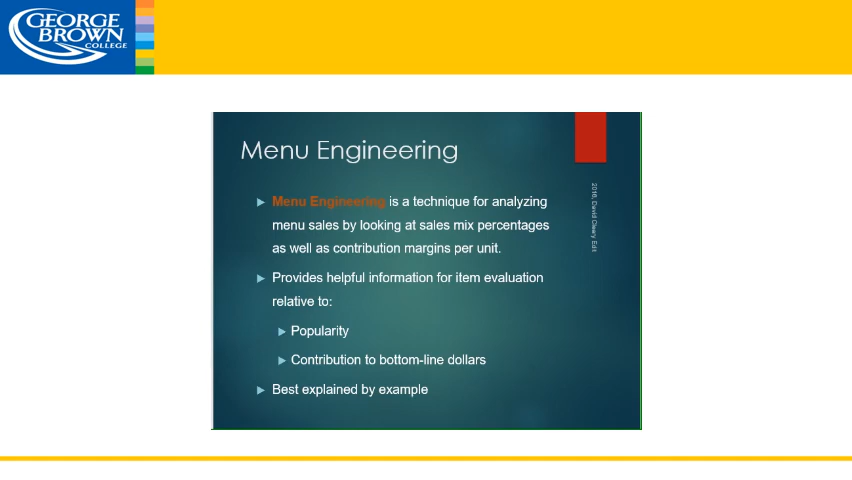 GEORGE
BROWN
COLLEGE
Menu Engineering
Menu Engineering is a technique for analyzing
menu sales by looking at sales mix percentages
as well as contribution margins per unit.
Provides helpful information for item evaluation
relative to:
Popularity
Contribution to bottom-line dollars
Best explained by example
2016, David Cleary Edit